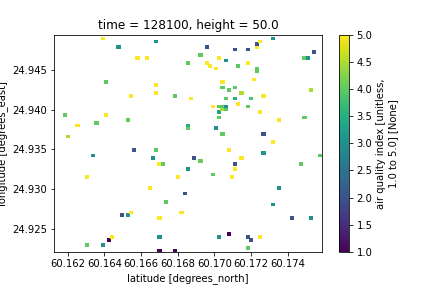 time = 128100, height = 50.0
24.945
24.940
24.935
24.930
24.925
longitude [degrees_east]
60.162 60.164 60.166 60.168 60.170 60.172 60.174
latitude [degrees_north]
5.0
4.5
4.0
3.5
3.0
2.5
2.0
1.5
1.0
air quality index [unitless,
1.0 to 5.0] [None]